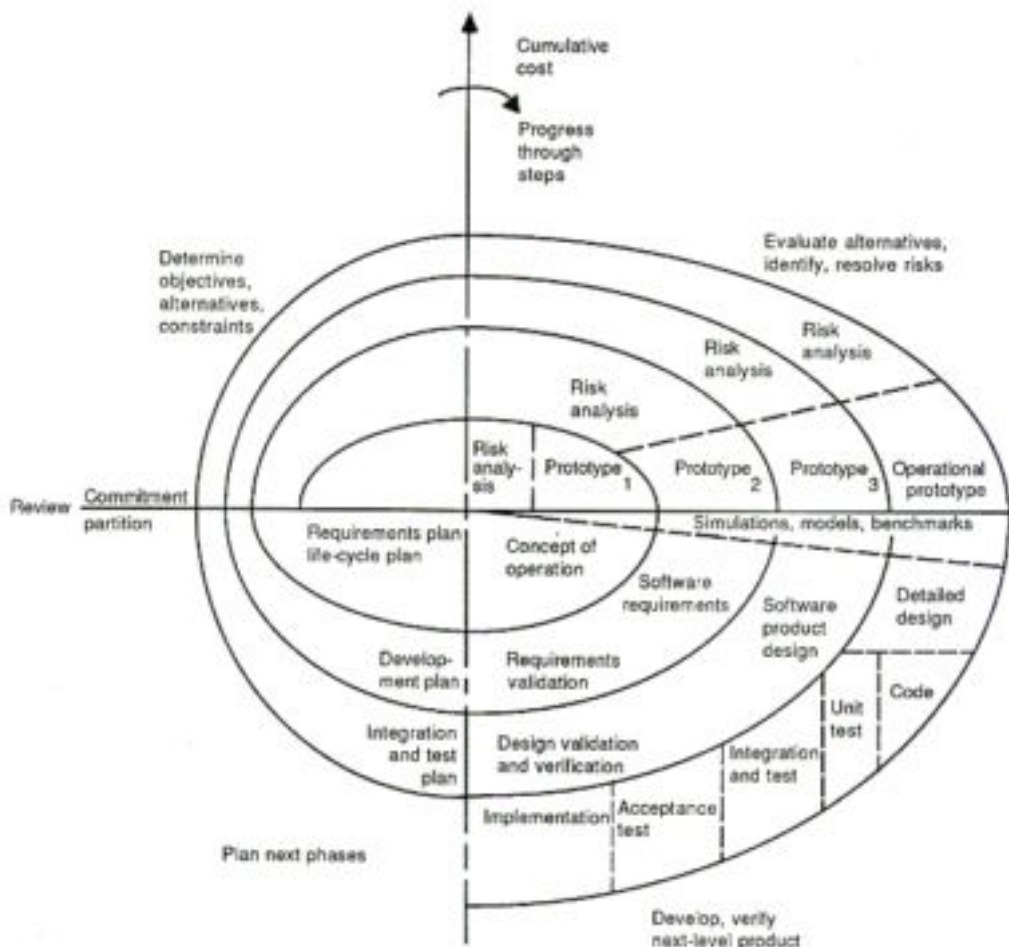 Cumulative
cost
Progress
through
steps
Determine
objectives,
alternatives,
constraints
Evaluate alternatives,
identify, resolve risks
Risk
analysis
Risk
analysis
Risk
analysis
Risk
analy-
sis
Prototype 1
Prototype 2
Prototype 3
Operational
prototype
Review
Commitment
partition
Simulations, models, benchmarks
Requirements plan
life-cycle plan
Concept of
operation
Software
requirements
Software
product
design
Detailed
design
Develop-
ment plan
Requirements
validation
Code
Unit
test
Integration
and test
plan
Design validation
and verification
Integration
and test
Acceptance
test
Implementation
Plan next phases
Develop, verify
next-level product